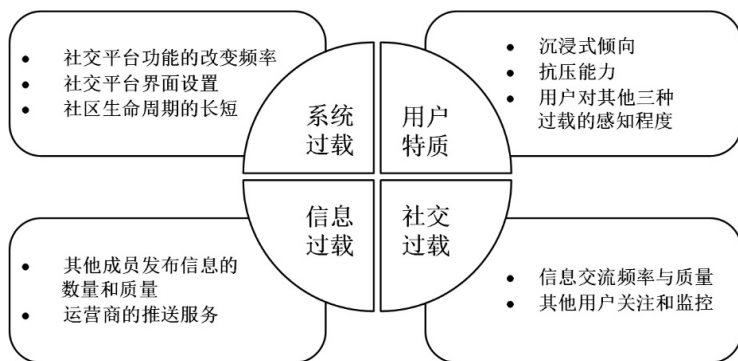 社交平台功能的改变频率
社交平台界面设置
社区生命周期的长短
沉浸式倾向
抗压能力
用户对其他三种
过载的感知程度
系统
过载
用户
特质
信息
过载
社交
过载
其他成员发布信息的
数量和质量
运营商的推送服务
信息交流频率与质量
其他用户关注和监控